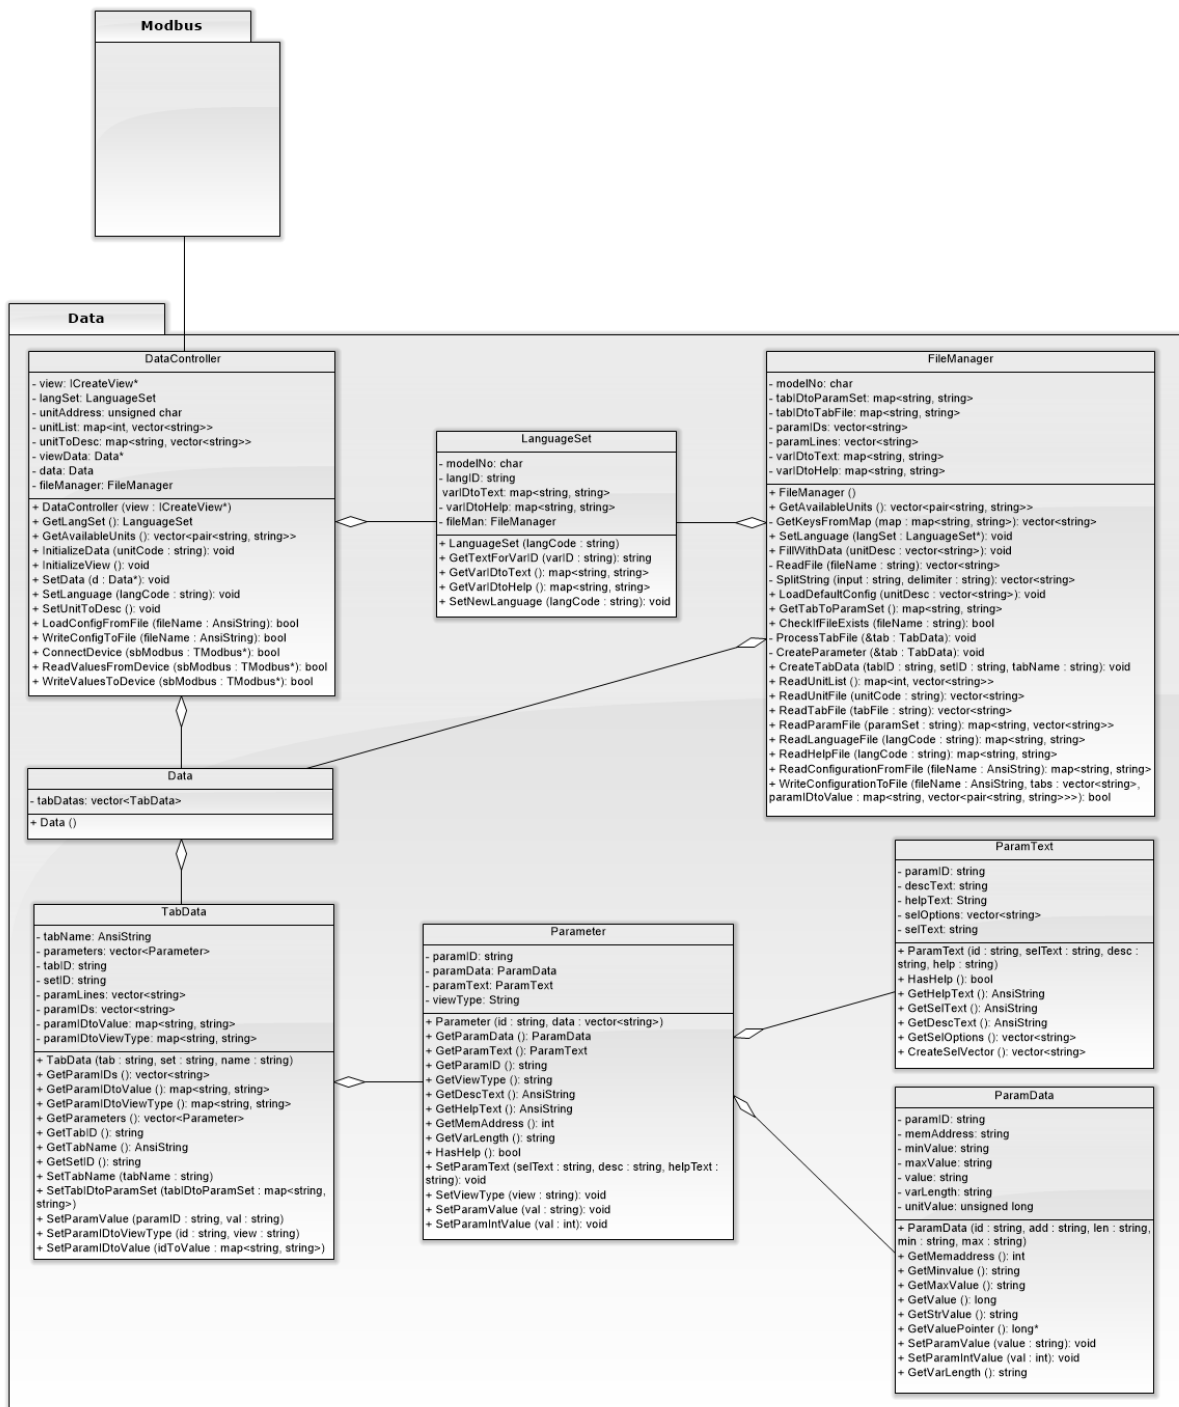 Modbus
Data
DataController
- view: ICreateView*
- langSet: LanguageSet
- unitAddress: unsigned char
- unitList: map<int, vector<string>>
- unitToDesc: map<string, vector<string>>
- viewData: Data*
- data: Data
- fileManager: FileManager
+ DataController (view : ICreateView*)
+ GetLangSet (): LanguageSet
+ GetAvailableUnits (): vector<pair<string, string>>
+ InitializeData (unitCode : string): void
+ InitializeView (): void
+ SetData (d : Data*): void
+ SetLanguage (langCode : string): void
+ SetUnitToDesc (): void
+ LoadConfigFromFile (fileName : AnsiString): bool
+ WriteConfigToFile (fileName : AnsiString): bool
+ ConnectDevice (sbModbus : TModbus*): bool
+ ReadValuesFromDevice (sbModbus : TModbus*): bool
+ WriteValuesToDevice (sbModbus : TModbus*): bool
LanguageSet
- modelNo: char
- langID: string
varIDtoText: map<string, string>
- varIDtoHelp: map<string, string>
- fileMan: FileManager
+ LanguageSet (langCode : string)
+ GetTextForVarID (varID : string): string
+ GetVarIDtoText (): map<string, string>
+ GetVarIDtoHelp (): map<string, string>
+ SetNewLanguage (langCode : string): void
FileManager
- modelNo: char
- tabIDtoParamSet: map<string, string>
- tabIDtoTabFile: map<string, string>
- paramIDs: vector<string>
- paramLines: vector<string>
- varIDtoText: map<string, string>
- varIDtoHelp: map<string, string>
+ FileManager ()
+ GetAvailableUnits (): vector<pair<string, string>>
- GetKeysFromMap (map : map<string, string>): vector<string>
+ SetLanguage (langSet : LanguageSet*): void
+ FillWithData (unitDesc : vector<string>): void
- ReadFile (fileName : string): vector<string>
- SplitString (input : string, delimiter : string): vector<string>
+ LoadDefaultConfig (unitDesc : vector<string>): void
+ GetTabToParamSet (): map<string, string>
+ CheckIfFileExists (fileName : string): bool
- ProcessTabFile (&tab : TabData): void
- CreateParameter (&tab : TabData): void
+ CreateTabData (tabID : string, setID : string, tabName : string): void
+ ReadUnitList (): map<int, vector<string>>
+ ReadUnitFile (unitCode : string): vector<string>
+ ReadTabFile (tabFile : string): vector<string>
+ ReadParamFile (paramSet : string): map<string, vector<string>>
+ ReadLanguageFile (langCode : string): map<string, string>
+ ReadHelpFile (langCode : string): map<string, string>
+ ReadConfigurationFromFile (fileName : AnsiString): map<string, string>
+ WriteConfigurationToFile (fileName : AnsiString, tabs : vector<string>,
paramIDtoValue : map<string, vector<pair<string, string>>>): bool
Data
- tabDatas: vector<TabData>
+ Data ()
TabData
- tabName: AnsiString
- parameters: vector<Parameter>
- tabID: string
- setID: string
- paramLines: vector<string>
- paramIDs: vector<string>
- paramIDtoValue: map<string, string>
- paramIDtoViewType: map<string, string>
+ TabData (tab : string, set : string, name : string)
+ GetParamIDs (): vector<string>
+ GetParamIDtoValue (): map<string, string>
+ GetParamIDtoViewType (): map<string, string>
+ GetParameters (): vector<Parameter>
+ GetTabID (): string
+ GetTabName (): AnsiString
+ GetSetID (): string
+ SetTabName (tabName : string)
+ SetTabIDtoParamSet (tabIDtoParamSet : map<string,
string>)
+ SetParamValue (paramID : string, val : string)
+ SetParamIDtoViewType (id : string, view : string)
+ SetParamIDtoValue (idToValue : map<string, string>)
Parameter
- paramID: string
- paramData: ParamData
- paramText: ParamText
- viewType: String
+ Parameter (id : string, data : vector<string>)
+ GetParamData (): ParamData
+ GetParamText (): ParamText
+ GetParamID (): string
+ GetViewType (): string
+ GetDescText (): AnsiString
+ GetHelpText (): AnsiString
+ GetMemAddress (): int
+ GetVarLength (): string
+ HasHelp (): bool
+ SetParamText (selText : string, desc : string, helpText :
string): void
+ SetViewType (view : string): void
+ SetParamValue (val : string): void
+ SetParamIntValue (val : int): void
ParamText
- paramID: string
- descText: string
- helpText: String
- selOptions: vector<string>
- selText: string
+ ParamText (id : string, selText : string, desc :
string, help : string)
+ HasHelp (): bool
+ GetHelpText (): AnsiString
+ GetSelText (): AnsiString
+ GetDescText (): AnsiString
+ GetSelOptions (): vector<string>
+ CreateSelVector (): vector<string>
ParamData
- paramID: string
- memAddress: string
- minValue: string
- maxValue: string
- value: string
- varLength: string
- unitValue: unsigned long
+ ParamData (id : string, add : string, len : string,
min : string, max : string)
+ GetMemaddress (): int
+ GetMinvalue (): string
+ GetMaxValue (): string
+ GetValue (): long
+ GetStrValue (): string
+ GetValuePointer (): long*
+ SetParamValue (value : string): void
+ SetParamIntValue (val : int): void
+ GetVarLength (): string